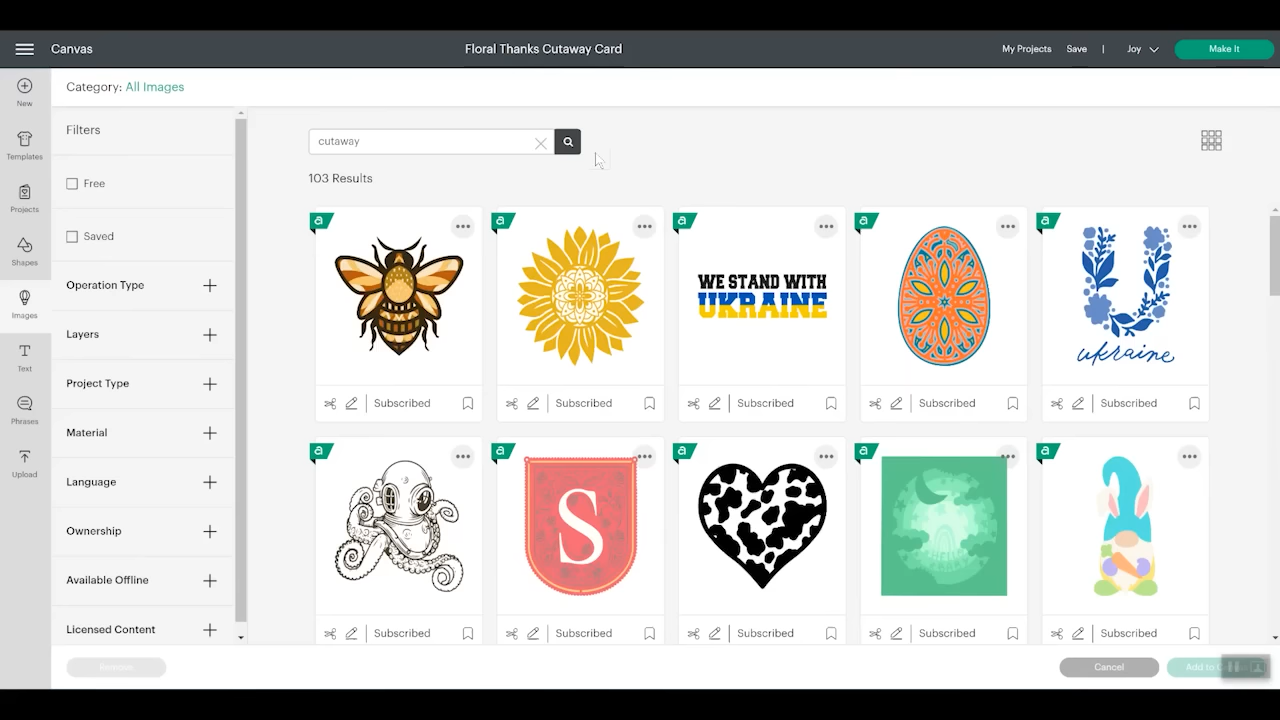 Canvas
Floral Thanks Cutaway Card
My Projects
Save
|
Joy
Make It
New
Templates
Projects
Shapes
Images
Text
Phrases
Upload
Category: All Images
Filters
Free
Saved
Operation Type
Layers
Project Type
Material
Language
Ownership
Available Offline
Licensed Content
cutaway
103 Results
a
a
a
a
a
WE STAND WITH
UKRAINE
U
ukraine
Subscribed
Subscribed
Subscribed
Subscribed
Subscribed
a
a
a
a
a
S
Subscribed
Subscribed
Subscribed
Subscribed
Subscribed
Cancel
Add to